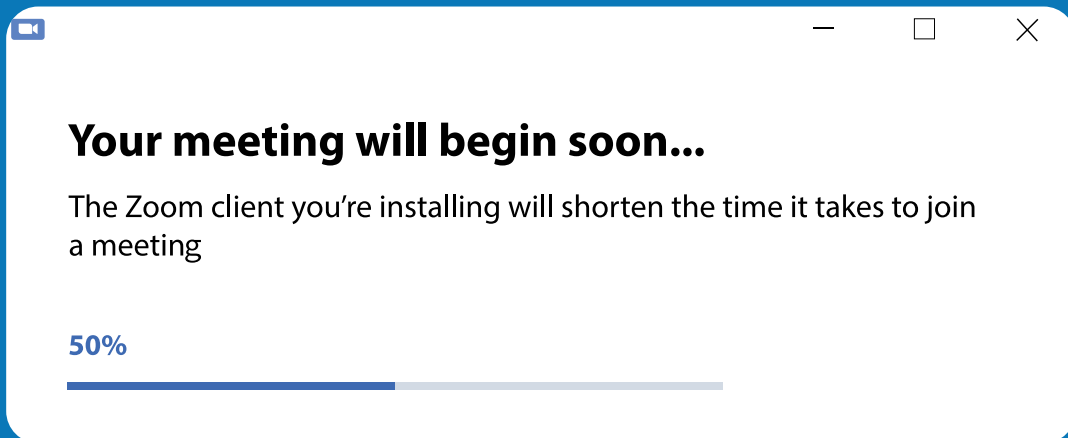 Your meeting will begin soon...
The Zoom client you’re installing will shorten the time it takes to join
a meeting
50%